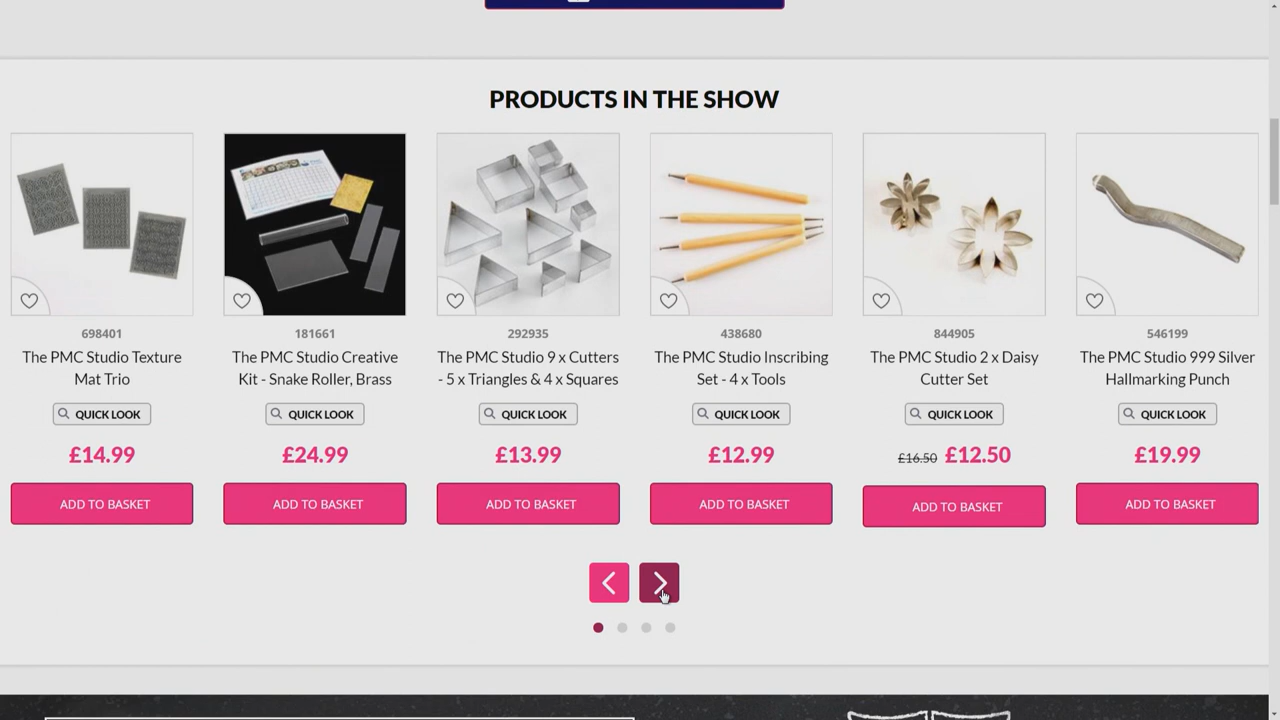 PRODUCTS IN THE SHOW
698401
The PMC Studio Texture
Mat Trio
QUICK LOOK
£14.99
ADD TO BASKET
181661
The PMC Studio Creative
Kit - Snake Roller, Brass
QUICK LOOK
£24.99
ADD TO BASKET
292935
The PMC Studio 9 x Cutters
- 5 x Triangles & 4 x Squares
QUICK LOOK
£13.99
ADD TO BASKET
438680
The PMC Studio Inscribing
Set - 4 x Tools
QUICK LOOK
£12.99
ADD TO BASKET
844905
The PMC Studio 2 x Daisy
Cutter Set
QUICK LOOK
£16.50 £12.50
ADD TO BASKET
546199
The PMC Studio 999 Silver
Hallmarking Punch
QUICK LOOK
£19.99
ADD TO BASKET